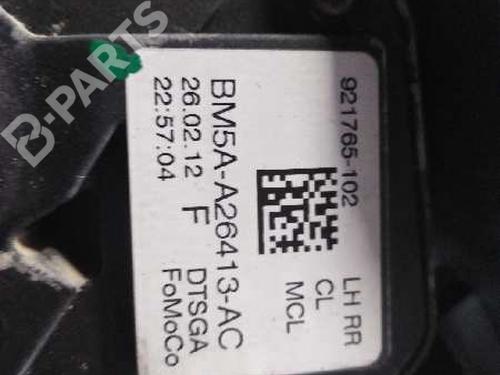 921765-102
LH RR
CL
MCL
BM5A-A26413-AC
26.02.12 F DTSGA
22:57:04 FoMoCo
B-PARTS